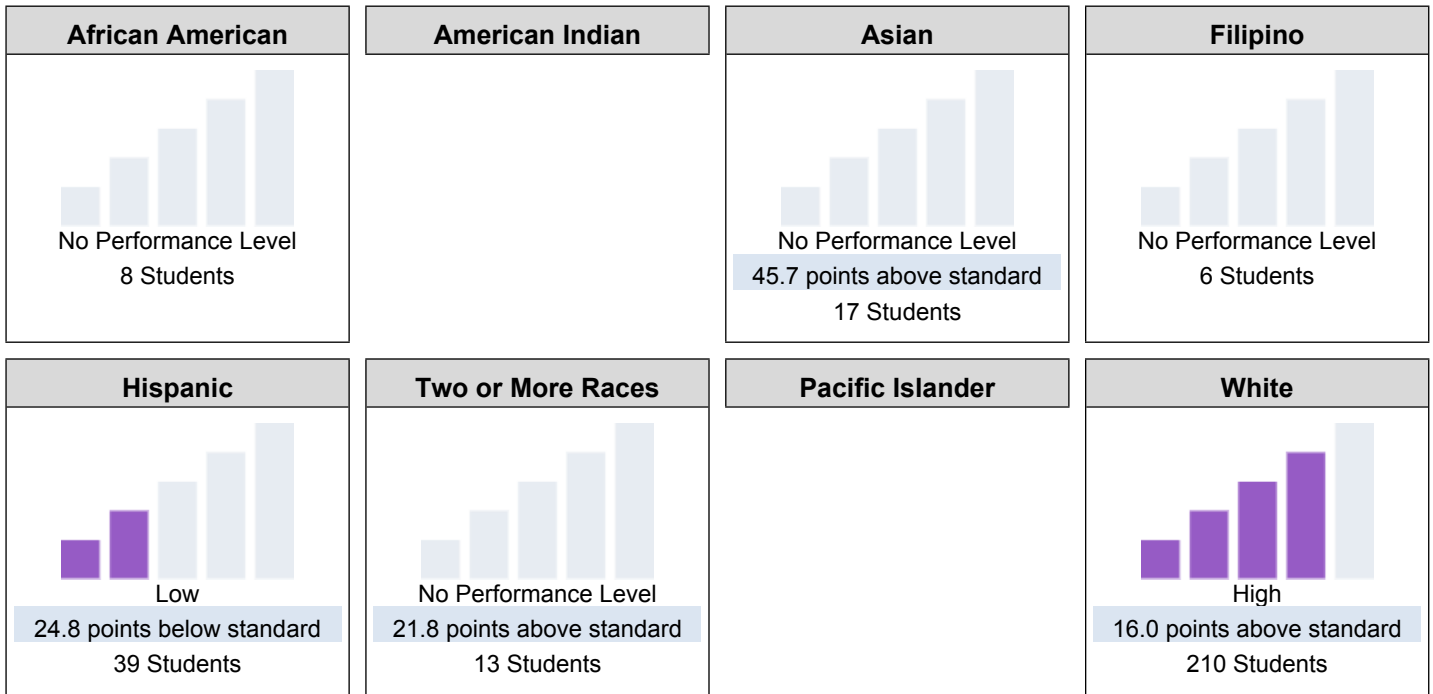 African American
No Performance Level
8 Students
American Indian
Asian
No Performance Level
45.7 points above standard
17 Students
Filipino
No Performance Level
6 Students
Hispanic
Low
24.8 points below standard
39 Students
Two or More Races
No Performance Level
21.8 points above standard
13 Students
Pacific Islander
White
High
16.0 points above standard
210 Students